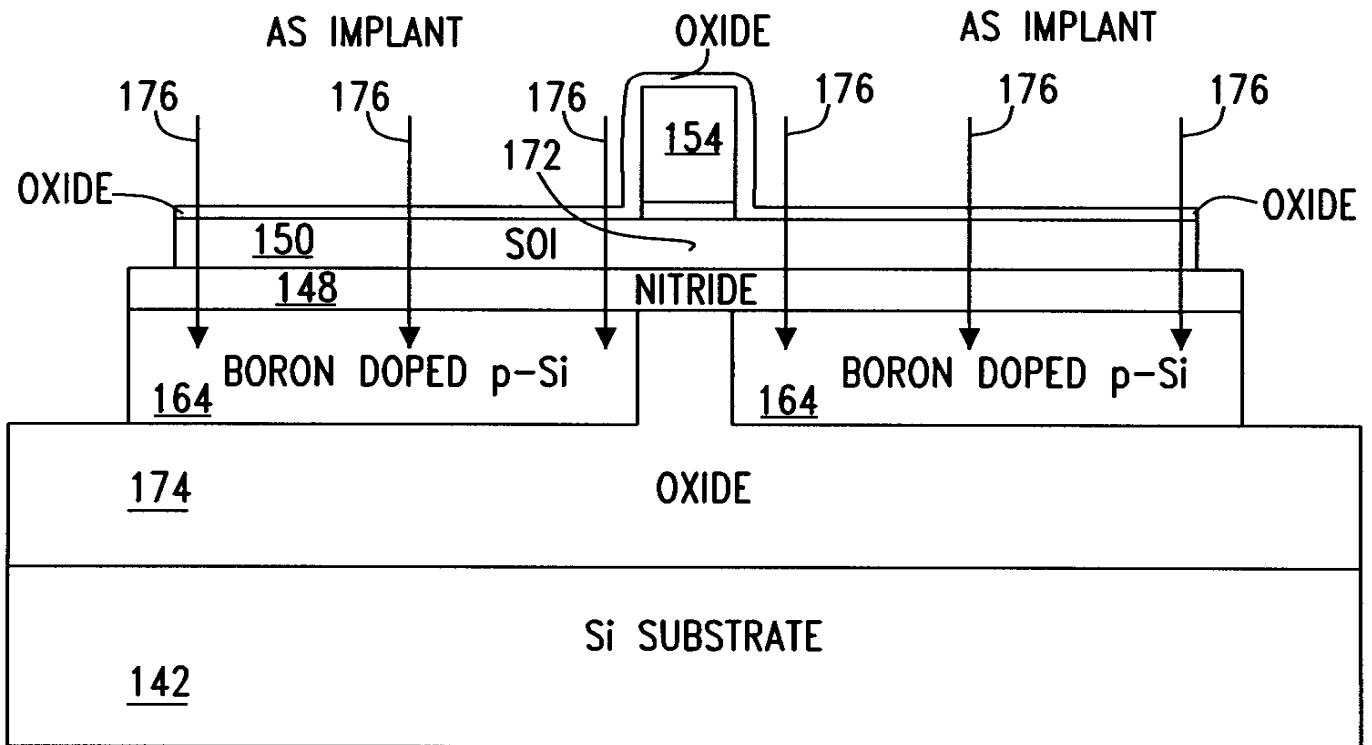 AS IMPLANT
OXIDE
AS IMPLANT
176
176
176
176
176
176
154
172
OXIDE
OXIDE
150
SOI
148
NITRIDE
BORON DOPED p-Si
BORON DOPED p-Si
164
164
174
OXIDE
Si SUBSTRATE
142